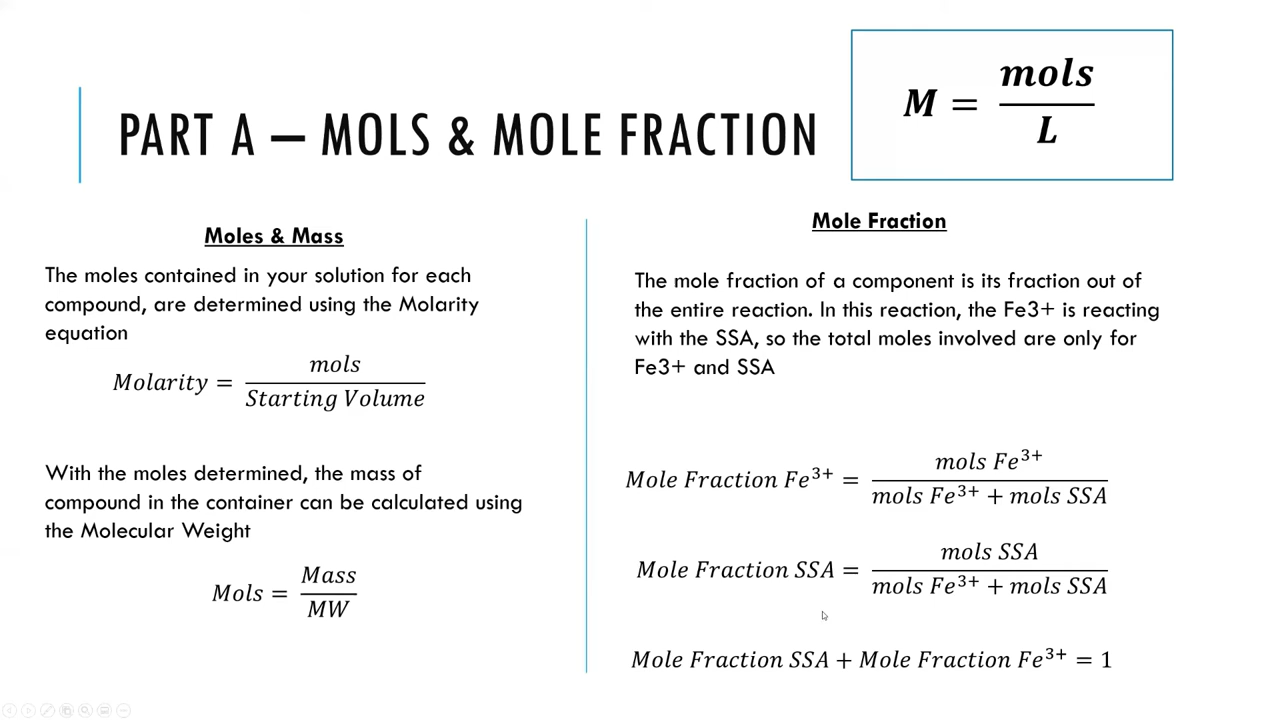 PART A – MOLS & MOLE FRACTION
M = mols / L
Moles & Mass
The moles contained in your solution for each
compound, are determined using the Molarity
equation
Molarity = mols / Starting Volume
With the moles determined, the mass of
compound in the container can be calculated using
the Molecular Weight
Mols = Mass / MW
Mole Fraction
The mole fraction of a component is its fraction out of
the entire reaction. In this reaction, the Fe3+ is reacting
with the SSA, so the total moles involved are only for
Fe3+ and SSA
Mole Fraction Fe³⁺ = mols Fe³⁺ / mols Fe³⁺ + mols SSA
Mole Fraction SSA = mols SSA / mols Fe³⁺ + mols SSA
Mole Fraction SSA + Mole Fraction Fe³⁺ = 1